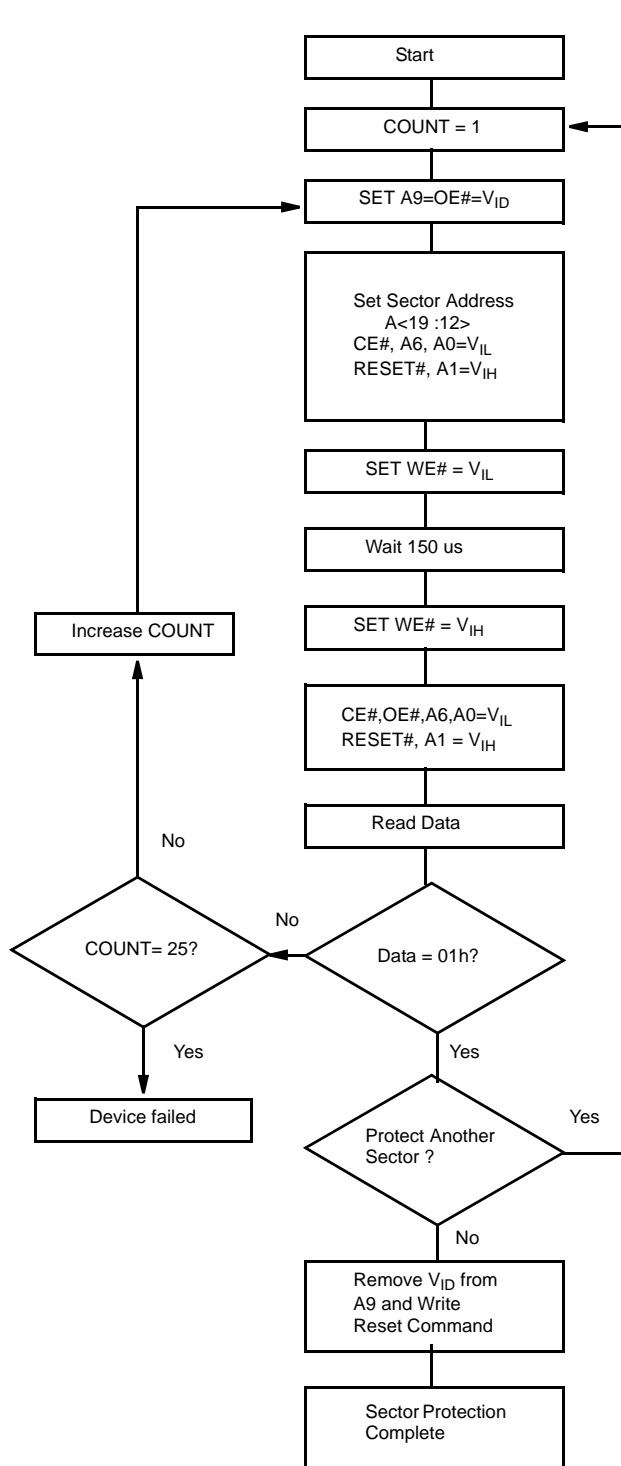 Start
COUNT = 1
SET A9=OE#=VID
Set Sector Address
A<19 :12>
CE#, A6, A0=VIL
RESET#, A1=VIH
SET WE# = VIL
Wait 150 us
SET WE# = VIH
Increase COUNT
CE#,OE#,A6,A0=VIL
RESET#, A1 = VIH
Read Data
No
No
COUNT= 25?
Data = 01h?
Yes
Yes
Device failed
Protect Another
Sector ?
Yes
No
Remove VID from
A9 and Write
Reset Command
Sector Protection
Complete